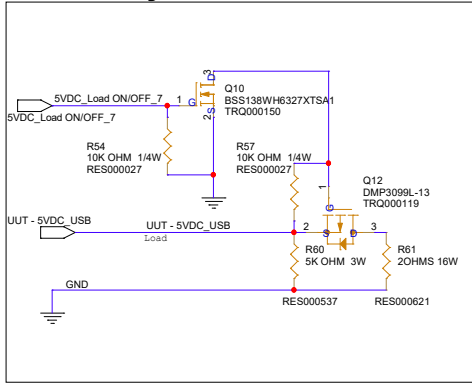 3
D
Q10
BSS138WH6327XTSA1
TRQ000150
5VDC_Load ON/OFF_7
1
G
S
2
5VDC_Load ON/OFF_7
R54
10K OHM 1/4W
RES000027
R57
10K OHM 1/4W
RES000027
Q12
DMP3099L-13
TRQ000119
1
G
UUT - 5VDC_USB
UUT - 5VDC_USB
Load
2
S
D
3
R60
5K OHM 3W
R61
2OHMS 16W
GND
RES000537
RES000621